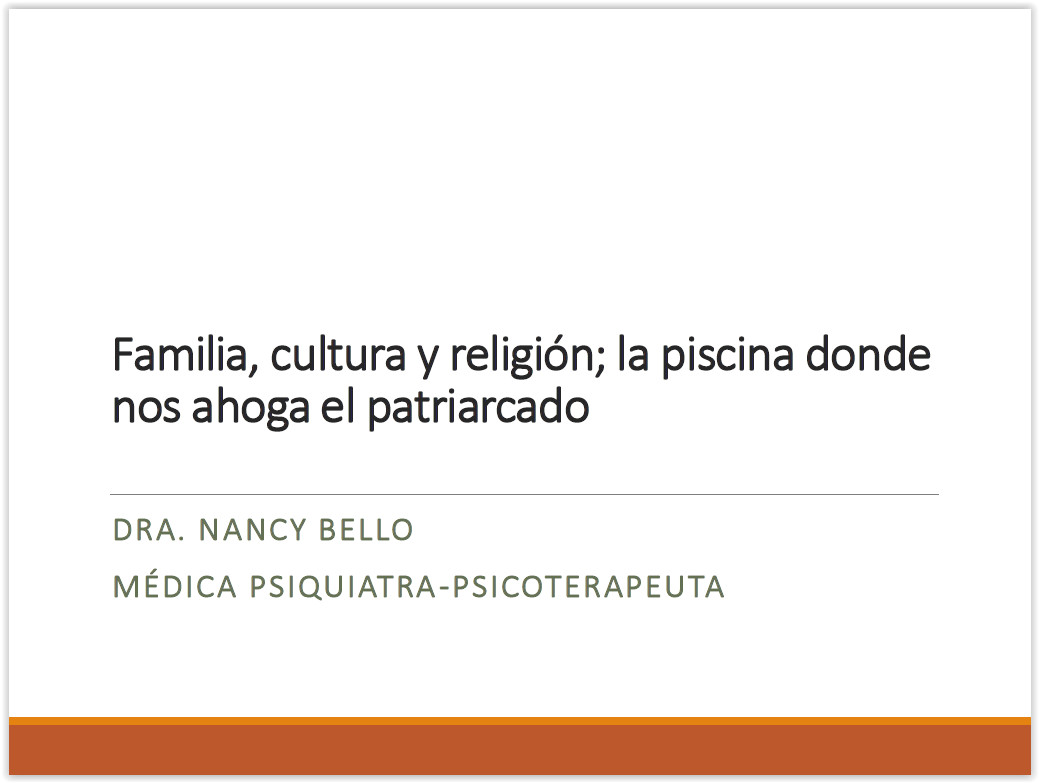 Familia, cultura y religión; la piscina donde
nos ahoga el patriarcado
DRA. NANCY BELLO
MÉDICA PSIQUIATRA-PSICOTERAPEUTA